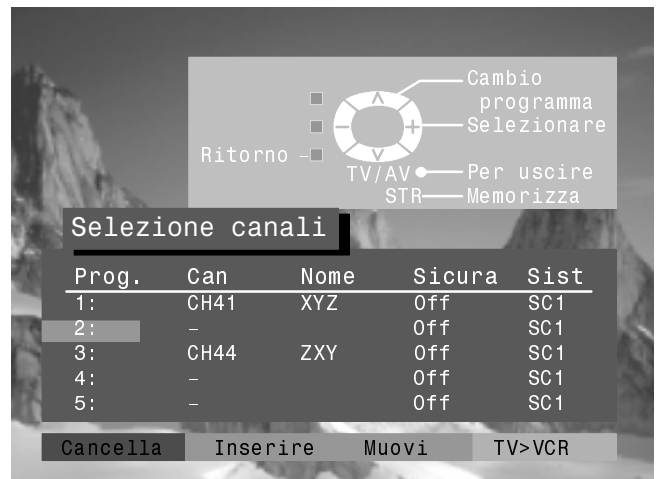 Cambio
programma
Selezionare
Ritorno
TV/AV Per uscire
STR Memorizza
Selezione canali
Prog. Can Nome Sicura Sist
1: CH41 XYZ Off SC1
2: – Off SC1
3: CH44 ZXY Off SC1
4: – Off SC1
5: – Off SC1
Cancella Inserire Muovi TV>VCR